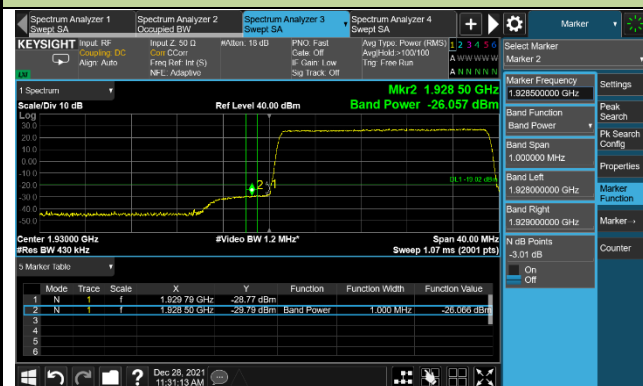 Spectrum Analyzer 1
Swept SA
Spectrum Analyzer 2
Occupied BW
Spectrum Analyzer 3
Swept SA
Spectrum Analyzer 4
Swept SA
+
Marker
KEYSIGHT
Input: RF
Coupling: DC
Align: Auto
Input Z: 50 Ω
Corr CCorr
Freq Ref: Int (S)
NFE: Adaptive
#Atten: 18 dB
PNO: Fast
Gate: Off
IF Gain: Low
Sig Track: Off
Avg Type: Power (RMS)
Avg|Hold:>100/100
Trig: Free Run
1 2 3 4 5 6
A W W W W W
A N N N N N
Select Marker
Marker 2
1 Spectrum
Scale/Div 10 dB
Ref Level 40.00 dBm
Mkr2 1.928 50 GHz
Band Power -26.057 dBm
Log
30.0
20.0
10.0
0.00
-10.0
-20.0
-30.0
-40.0
-50.0
2
1
Center 1.93000 GHz
#Res BW 430 kHz
#Video BW 1.2 MHz*
Span 40.00 MHz
Sweep 1.07 ms (2001 pts)
5 Marker Table
Mode Trace Scale X Y Function Function Width Function Value
1 N 1 f 1.929 79 GHz -28.77 dBm
2 N 1 f 1.928 50 GHz -29.79 dBm Band Power 1.000 MHz -26.066 dBm
3
4
5
6
Marker Frequency
1.928500000 GHz
Band Function
Band Power
Band Span
1.000000 MHz
Band Left
1.928000000 GHz
Band Right
1.929000000 GHz
N dB Points
-3.01 dB
On
Off
Settings
Peak
Search
Pk Search
Config
Properties
Marker
Function
Marker→
Counter
?
Dec 28, 2021
11:31:13 AM